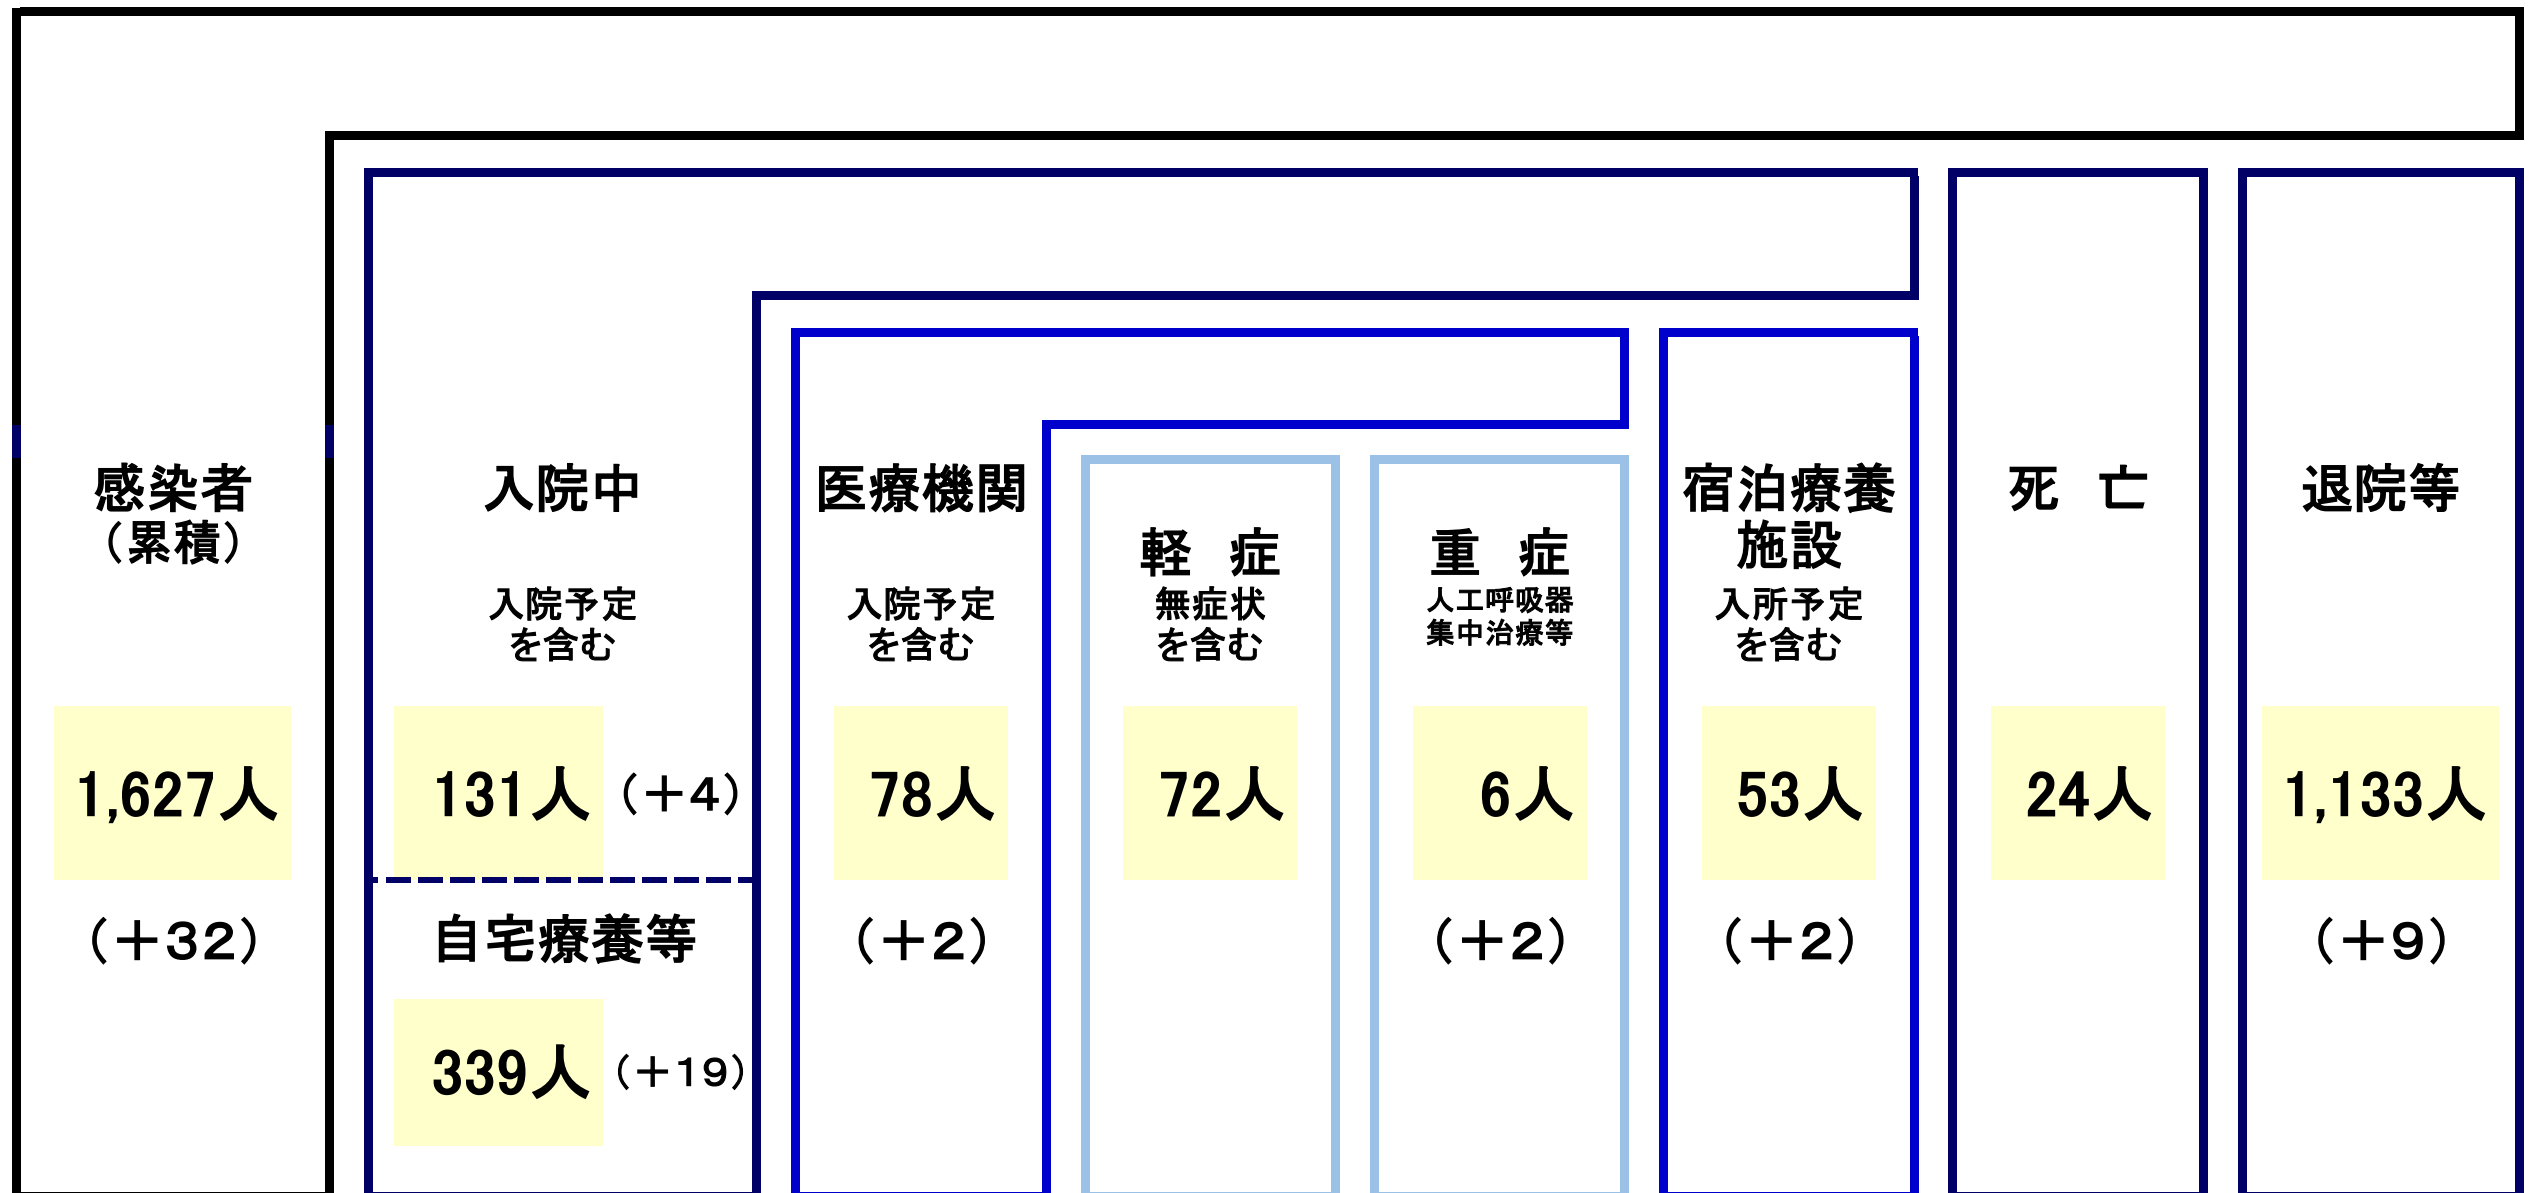 感染者
（累積）
1,627人
（＋32）
入院中
入院予定
を含む
131人（＋4）
自宅療養等
339人（＋19）
医療機関
入院予定
を含む
78人
（＋2）
軽　症
無症状
を含む
72人
重　症
人工呼吸器
集中治療等
6人
（＋2）
宿泊療養
施設
入所予定
を含む
53人
（＋2）
死　亡
24人
退院等
1,133人
（＋9）